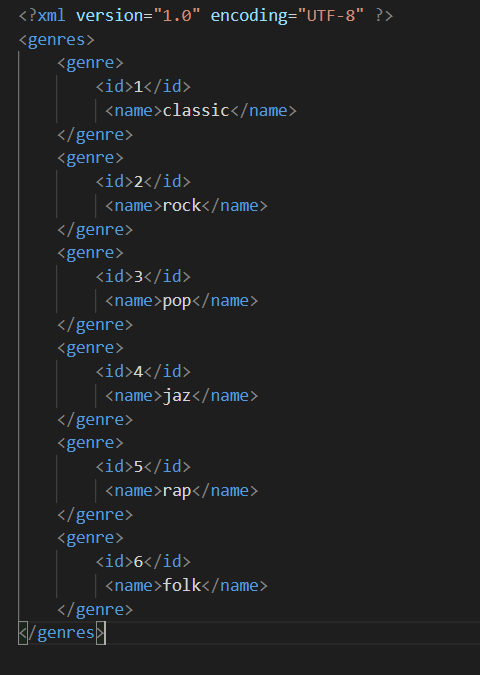 <?xml version="1.0" encoding="UTF-8" ?>
<genres>
    <genre>
        <id>1</id>
         <name>classic</name>
    </genre>
    <genre>
        <id>2</id>
         <name>rock</name>
    </genre>
    <genre>
        <id>3</id>
         <name>pop</name>
    </genre>
    <genre>
        <id>4</id>
         <name>jaz</name>
    </genre>
    <genre>
        <id>5</id>
         <name>rap</name>
    </genre>
    <genre>
        <id>6</id>
         <name>folk</name>
    </genre>
</genres>